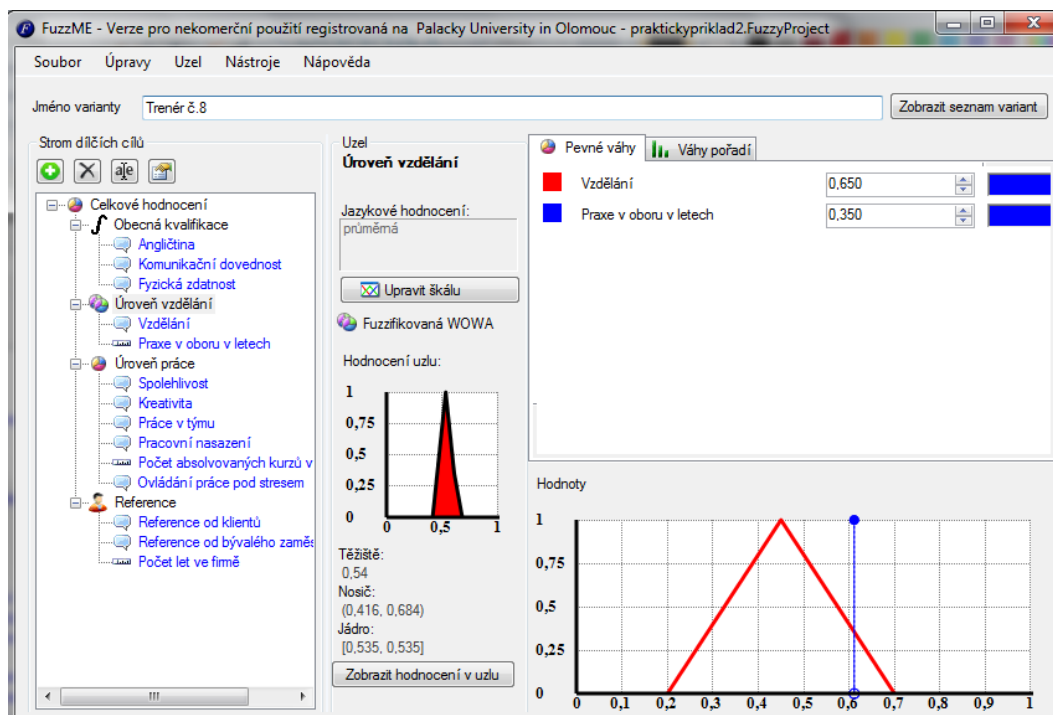 FuzzME - Verze pro nekomerční použití registrovaná na Palacky University in Olomouc - praktickypriklad2.FuzzyProject
Soubor Úpravy Uzel Nástroje Nápověda
Jméno varianty Trenér č.8 Zobrazit seznam variant
Strom dílčích cílů
aIe
Celkové hodnocení
Obecná kvalifikace
Angličtina
Komunikační dovednost
Fyzická zdatnost
Úroveň vzdělání
Vzdělání
Praxe v oboru v letech
Úroveň práce
Spolehlivost
Kreativita
Práce v týmu
Pracovní nasazení
Počet absolvovaných kurzů v
Ovládání práce pod stresem
Reference
Reference od klientů
Reference od bývalého zaměs
Počet let ve firmě
Uzel
Úroveň vzdělání
Jazykové hodnocení:
průměrná
Upravit škálu
Fuzzifikovaná WOWA
Hodnocení uzlu:
1
0,75
0,5
0,25
0
0 0,5 1
Těžiště:
0,54
Nosič:
(0,416, 0,684)
Jádro:
[0,535, 0,535]
Zobrazit hodnocení v uzlu
Pevné váhy Váhy pořadí
Vzdělání 0,650
Praxe v oboru v letech 0,350
Hodnoty
1
0,75
0,5
0,25
0
0 0,1 0,2 0,3 0,4 0,5 0,6 0,7 0,8 0,9 1